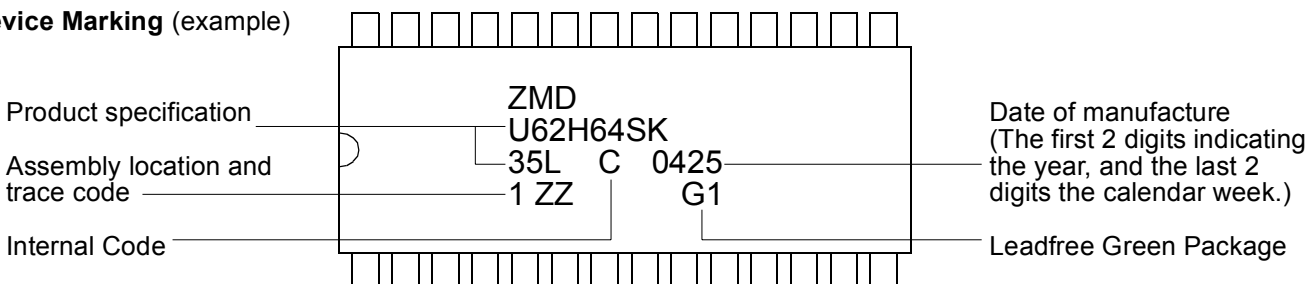 evice Marking (example)
Product specification
Assembly location and
trace code
Internal Code
ZMD
U62H64SK
35L C 0425
1 ZZ G1
Date of manufacture
(The first 2 digits indicating
the year, and the last 2
digits the calendar week.)
Leadfree Green Package